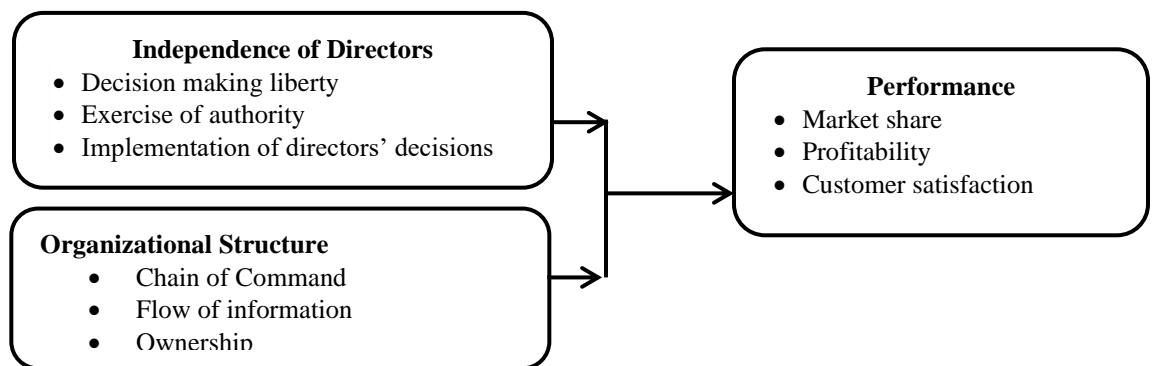 Independence of Directors
• Decision making liberty
• Exercise of authority
• Implementation of directors’ decisions
Organizational Structure
• Chain of Command
• Flow of information
• Ownership
Performance
• Market share
• Profitability
• Customer satisfaction